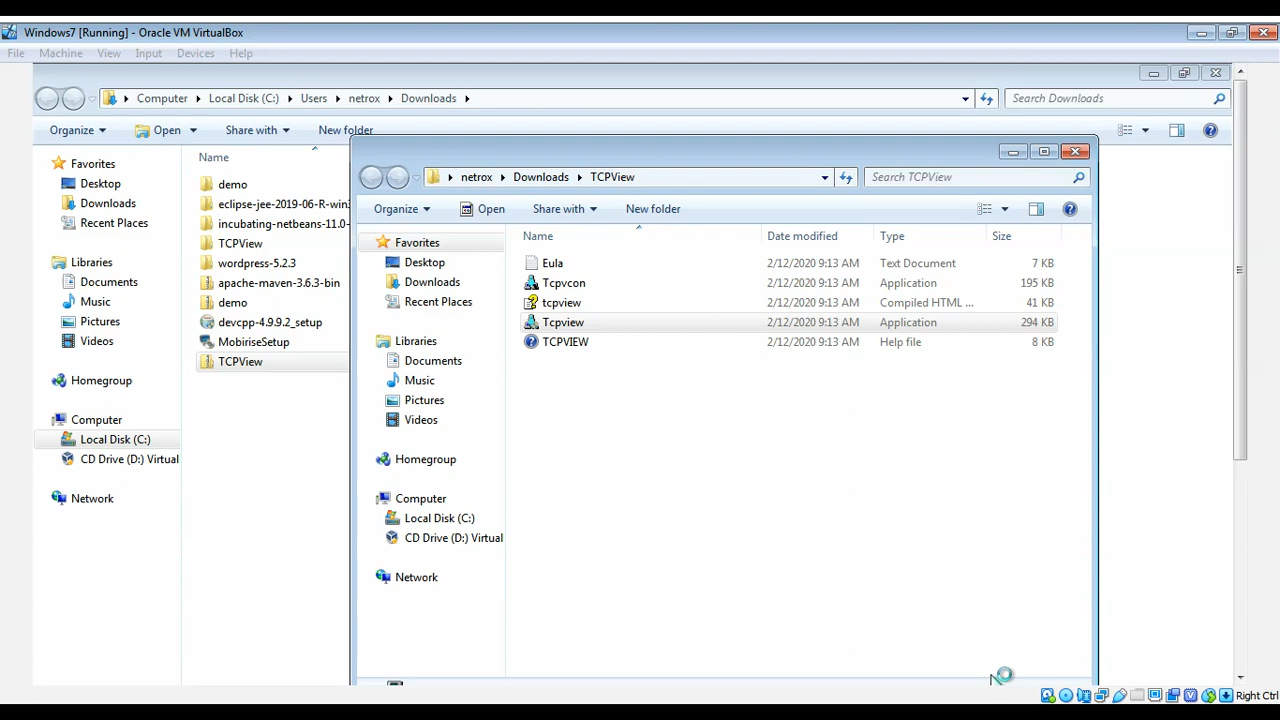 Windows7 [Running] - Oracle VM VirtualBox
File Machine View Input Devices Help
Computer Local Disk (C:) Users netrox Downloads
Search Downloads
Organize Open Share with New folder
Favorites
Desktop
Downloads
Recent Places
Libraries
Documents
Music
Pictures
Videos
Homegroup
Computer
Local Disk (C:)
CD Drive (D:) Virtual
Network
Name
demo
eclipse-jee-2019-06-R-win3
incubating-netbeans-11.0-
TCPView
wordpress-5.2.3
apache-maven-3.6.3-bin
demo
devcpp-4.9.9.2_setup
MobiriseSetup
TCPView
netrox Downloads TCPView
Search TCPView
Organize Open Share with New folder
Favorites
Desktop
Downloads
Recent Places
Libraries
Documents
Music
Pictures
Videos
Homegroup
Computer
Local Disk (C:)
CD Drive (D:) Virtual
Network
Name Date modified Type Size
Eula 2/12/2020 9:13 AM Text Document 7 KB
Tcpvcon 2/12/2020 9:13 AM Application 195 KB
tcpview 2/12/2020 9:13 AM Compiled HTML ... 41 KB
Tcpview 2/12/2020 9:13 AM Application 294 KB
TCPVIEW 2/12/2020 9:13 AM Help file 8 KB
Right Ctrl